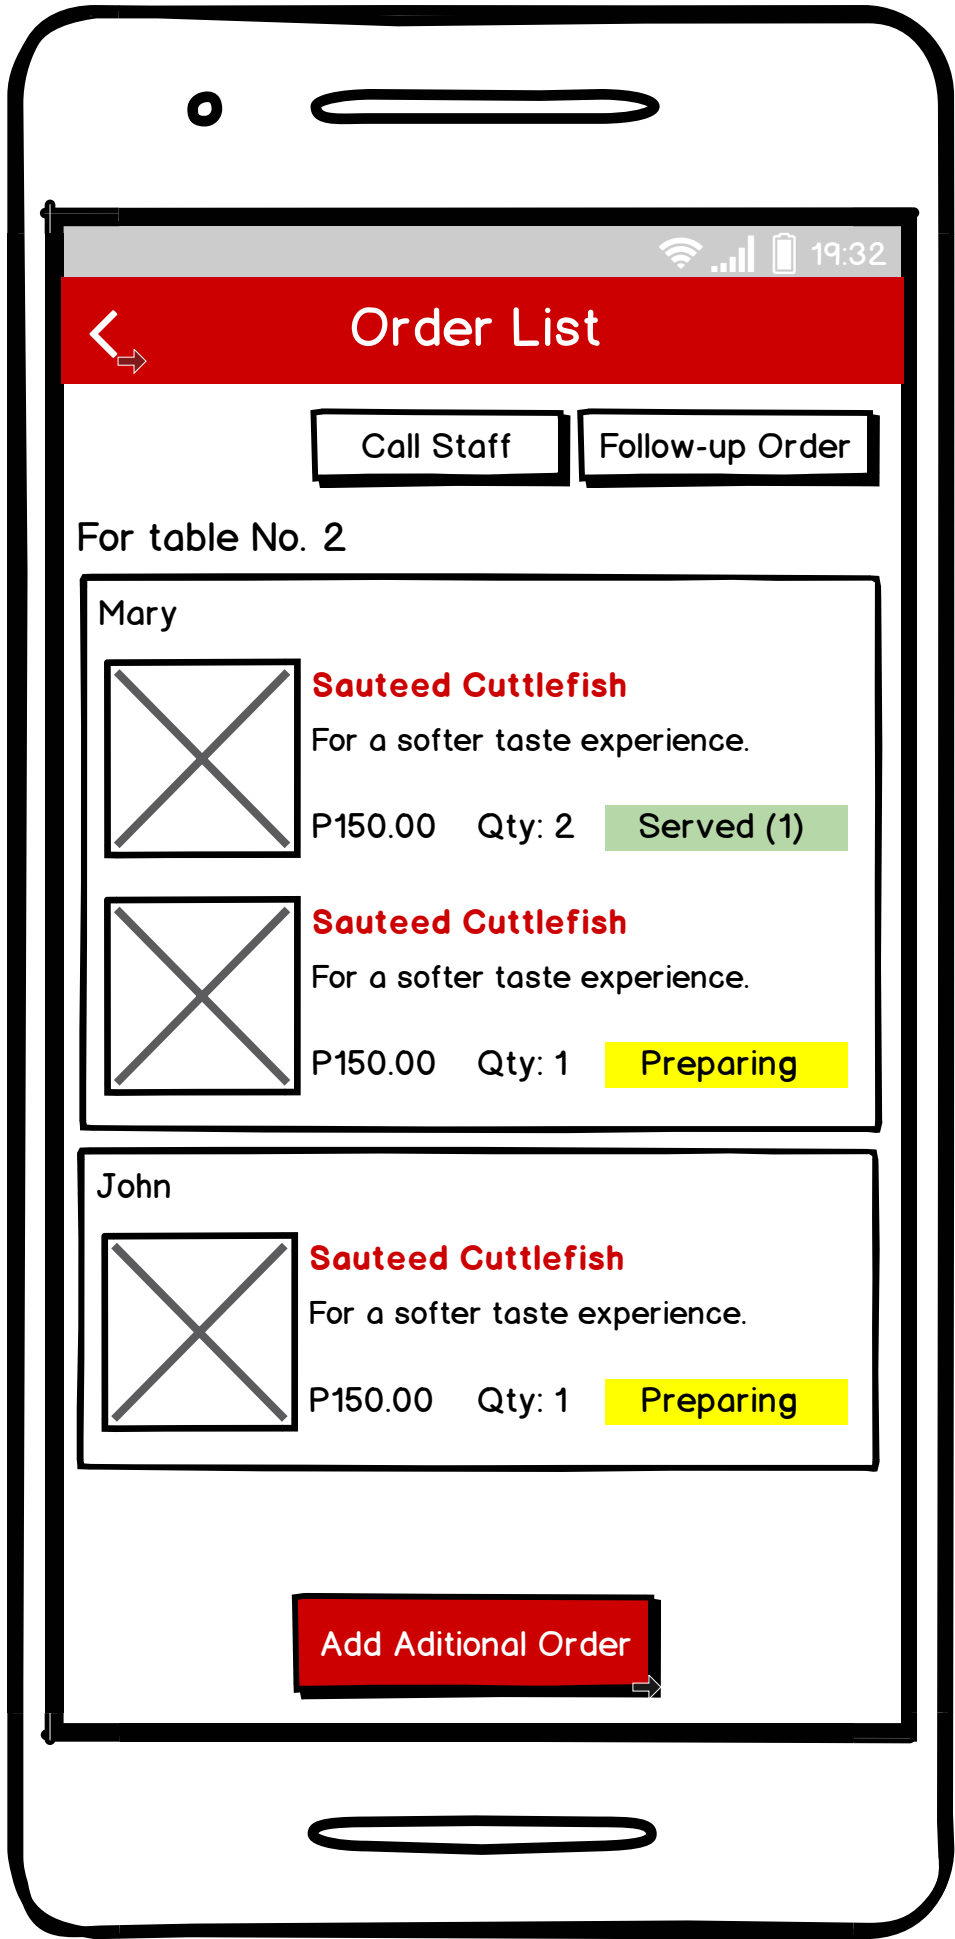 19:32
Order List
Call Staff
Follow-up Order
For table No. 2
Mary
Sauteed Cuttlefish
For a softer taste experience.
P150.00 Qty: 2 Served (1)
Sauteed Cuttlefish
For a softer taste experience.
P150.00 Qty: 1 Preparing
John
Sauteed Cuttlefish
For a softer taste experience.
P150.00 Qty: 1 Preparing
Add Aditional Order